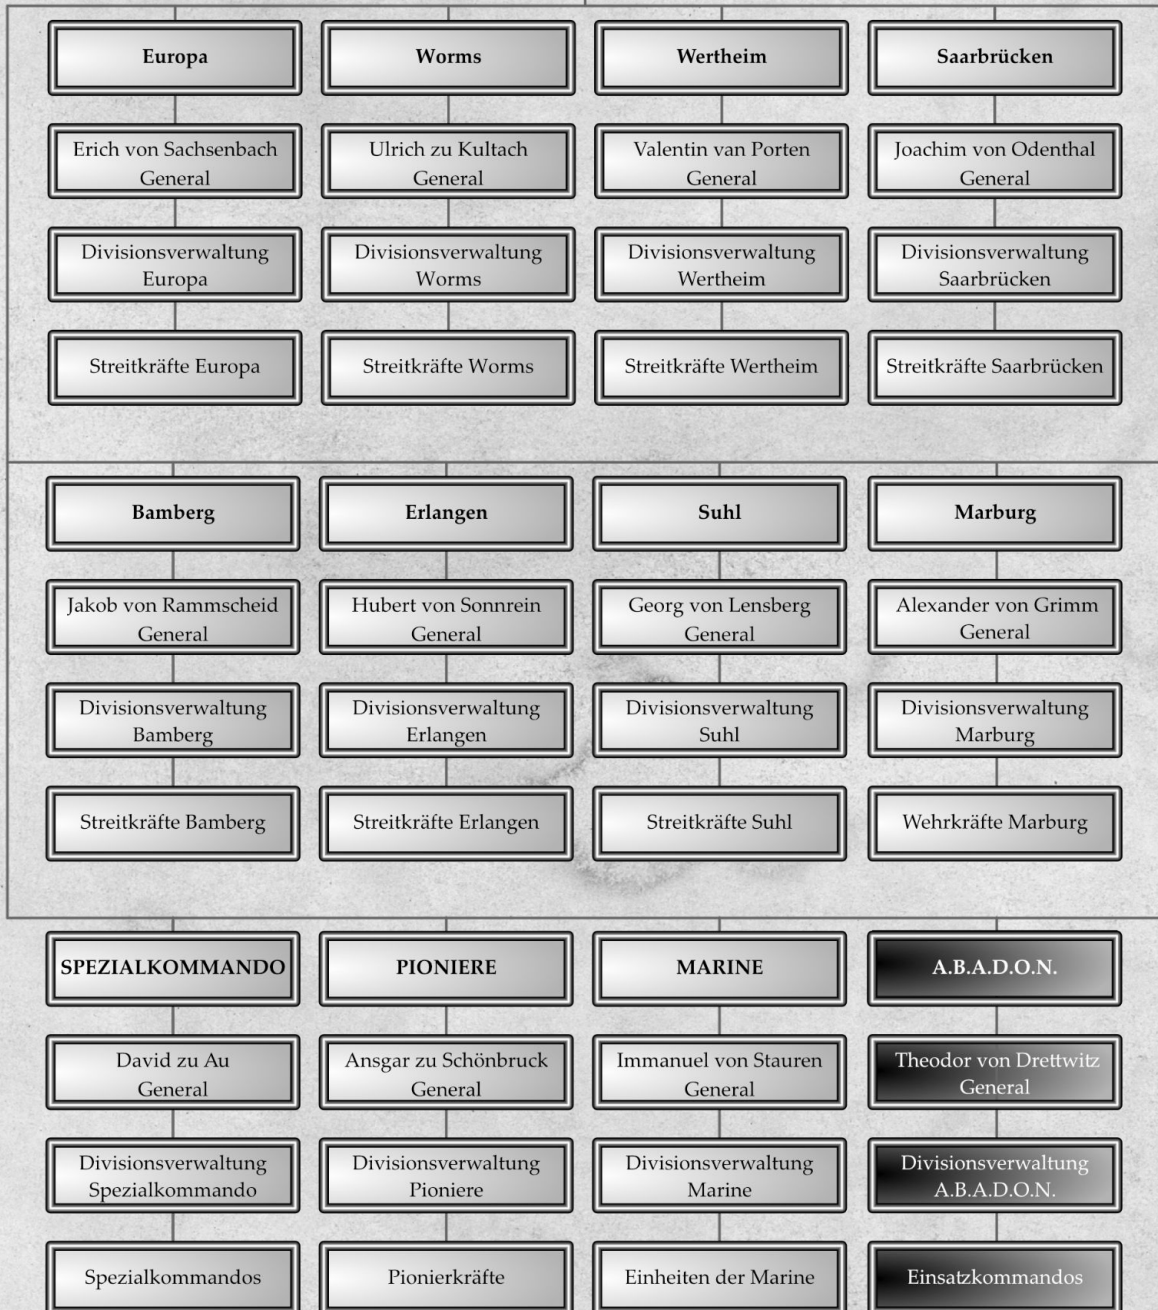 Europa
Worms
Wertheim
Saarbrücken
Erich von Sachsenbach
General
Ulrich zu Kultach
General
Valentin van Porten
General
Joachim von Odenthal
General
Divisionsverwaltung
Europa
Divisionsverwaltung
Worms
Divisionsverwaltung
Wertheim
Divisionsverwaltung
Saarbrücken
Streitkräfte Europa
Streitkräfte Worms
Streitkräfte Wertheim
Streitkräfte Saarbrücken
Bamberg
Erlangen
Suhl
Marburg
Jakob von Rammscheid
General
Hubert von Sonnrein
General
Georg von Lensberg
General
Alexander von Grimm
General
Divisionsverwaltung
Bamberg
Divisionsverwaltung
Erlangen
Divisionsverwaltung
Suhl
Divisionsverwaltung
Marburg
Streitkräfte Bamberg
Streitkräfte Erlangen
Streitkräfte Suhl
Wehrkräfte Marburg
SPEZIALKOMMANDO
PIONIERE
MARINE
A.B.A.D.O.N.
David zu Au
General
Ansgar zu Schönbruck
General
Immanuel von Stauren
General
Theodor von Drettwitz
General
Divisionsverwaltung
Spezialkommando
Divisionsverwaltung
Pioniere
Divisionsverwaltung
Marine
Divisionsverwaltung
A.B.A.D.O.N.
Spezialkommandos
Pionierkräfte
Einheiten der Marine
Einsatzkommandos